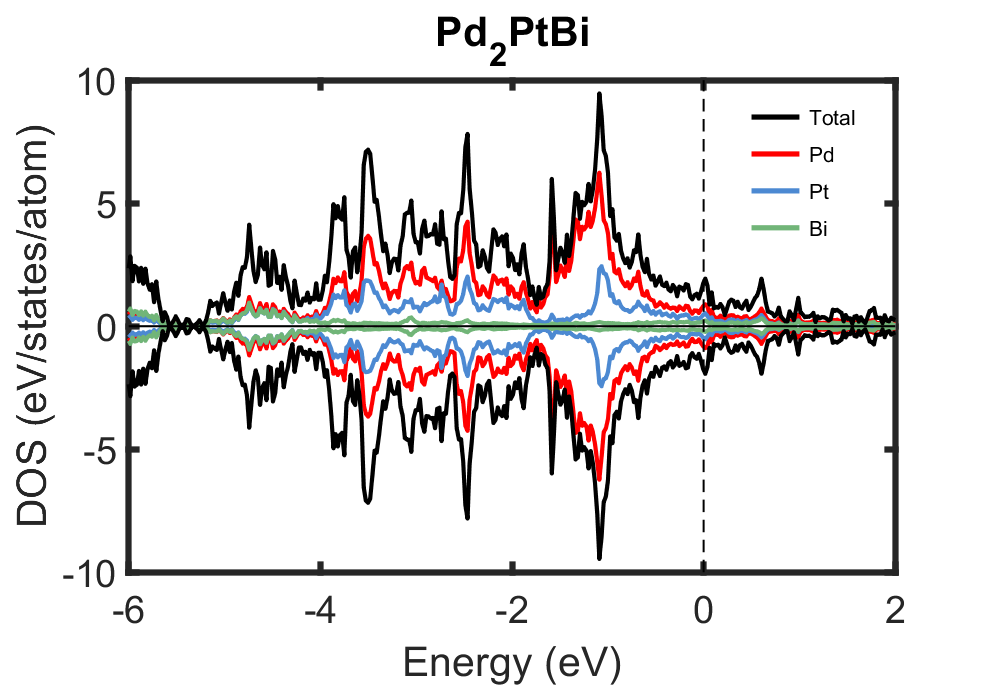 Pd₂PtBi
10
5
0
-5
-10
DOS (eV/states/atom)
Total
Pd
Pt
Bi
-6 -4 -2 0 2
Energy (eV)